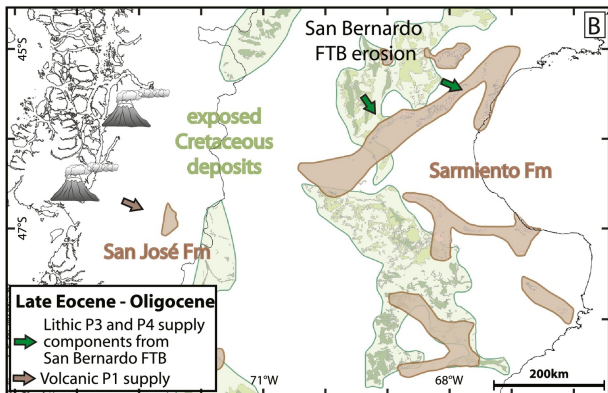 B
45°S
San Bernardo
FTB erosion
exposed
Cretaceous
deposits
Sarmiento Fm
47°S
San José Fm
Late Eocene - Oligocene
Lithic P3 and P4 supply
components from
San Bernardo FTB
Volcanic P1 supply
71°W
68°W
200km